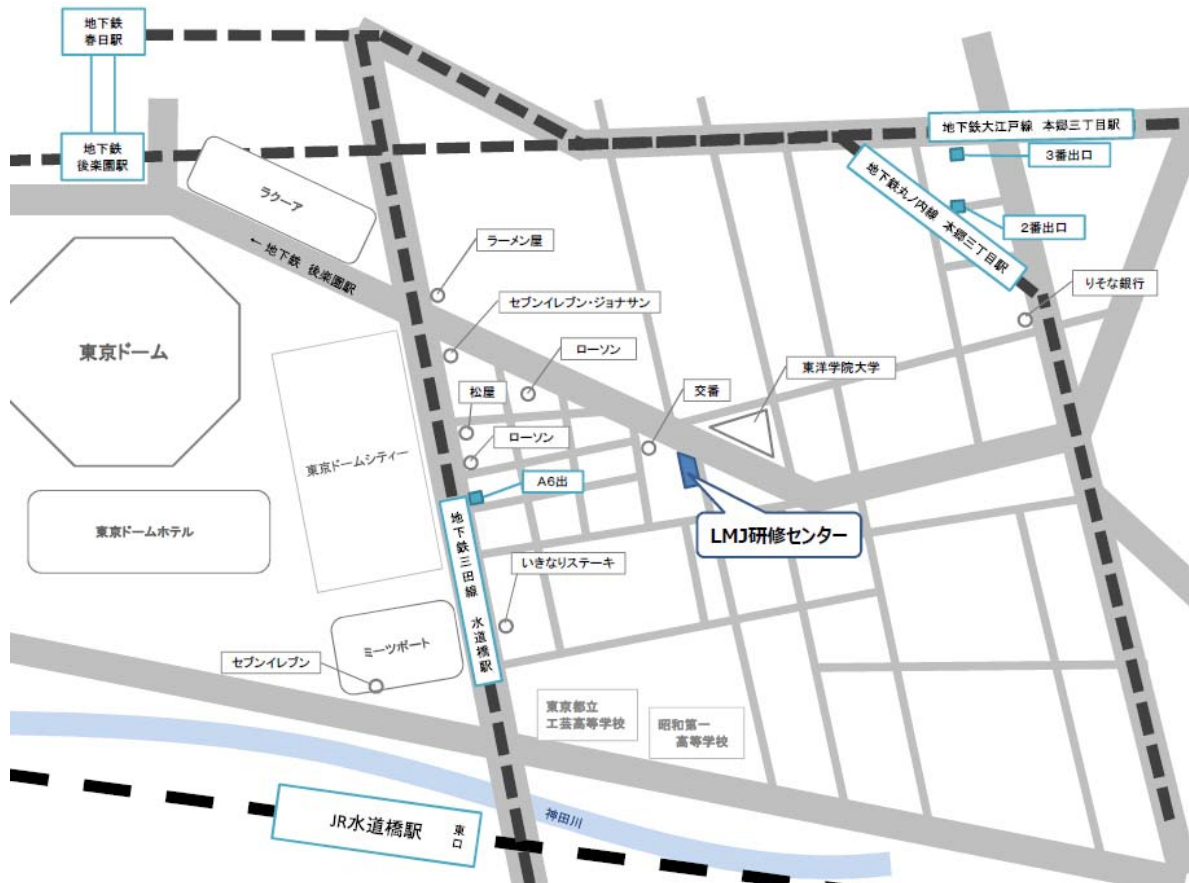 地下鉄
春日駅
地下鉄
後楽園駅
ラクーア
← 地下鉄 後楽園駅
地下鉄大江戸線 本郷三丁目駅
3番出口
地下鉄丸ノ内線 本郷三丁目駅
2番出口
りそな銀行
ラーメン屋
セブンイレブン・ジョナサン
ローソン
東洋学院大学
交番
松屋
ローソン
東京ドーム
東京ドームシティー
A6出
東京ドームホテル
LMJ研修センター
地下鉄三田線 水道橋駅
いきなりステーキ
ミーツポート
セブンイレブン
東京都立
工芸高等学校
昭和第一
高等学校
神田川
JR水道橋駅
東口